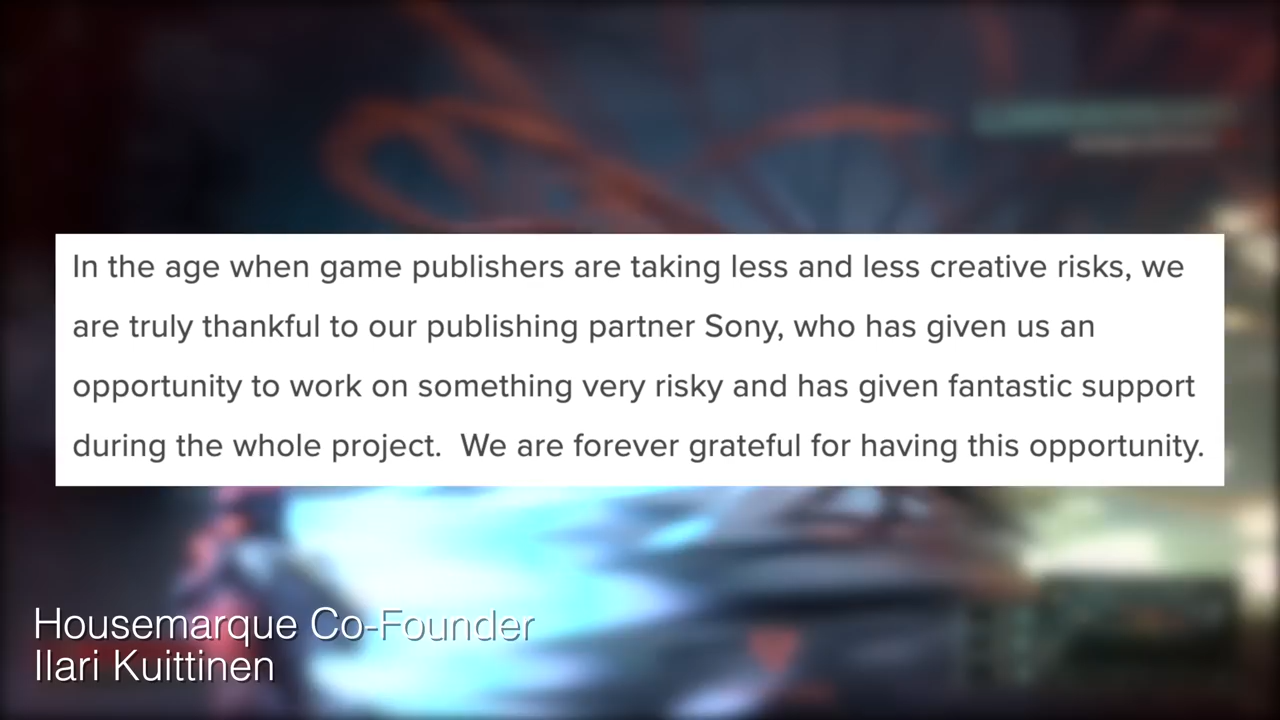 In the age when game publishers are taking less and less creative risks, we
are truly thankful to our publishing partner Sony, who has given us an
opportunity to work on something very risky and has given fantastic support
during the whole project.  We are forever grateful for having this opportunity.
Housemarque Co-Founder
Ilari Kuittinen